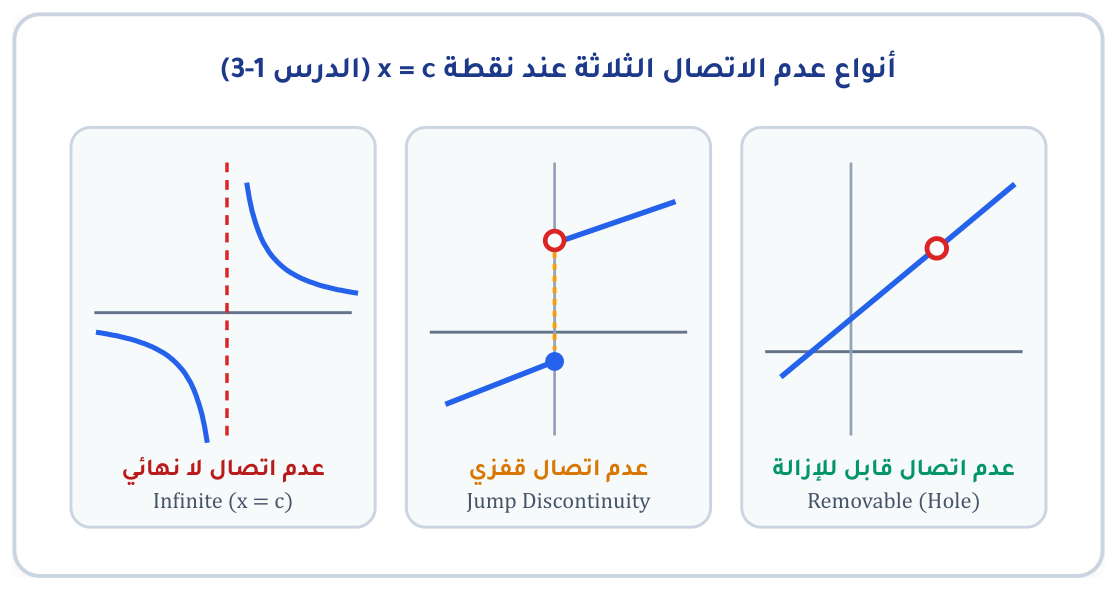 أنواع عدم الاتصال الثلاثة عند نقطة x = c (الدرس 1-3)
عدم اتصال قابل للإزالة
Removable (Hole)
عدم اتصال قفزي
Jump Discontinuity
عدم اتصال لا نهائي
Infinite (x = c)